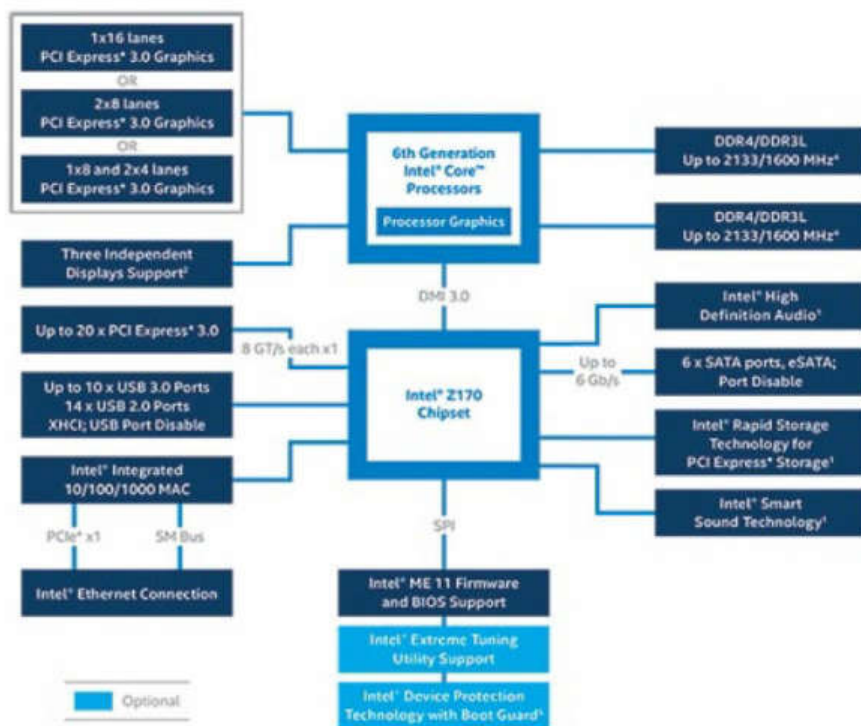 1x16 lanes
PCI Express* 3.0 Graphics
OR
2x8 lanes
PCI Express* 3.0 Graphics
OR
1x8 and 2x4 lanes
PCI Express* 3.0 Graphics
6th Generation
Intel® Core™
Processors
Processor Graphics
DDR4/DDR3L
Up to 2133/1600 MHz⁴
DDR4/DDR3L
Up to 2133/1600 MHz⁴
Three Independent
Displays Support²
DMI 3.0
Intel® High
Definition Audio¹
Up to 20 x PCI Express* 3.0
8 GT/s each x1
Up to
6 Gb/s
6 x SATA ports, eSATA;
Port Disable
Up to 10 x USB 3.0 Ports
14 x USB 2.0 Ports
XHCI; USB Port Disable
Intel® Z170
Chipset
Intel® Rapid Storage
Technology for
PCI Express* Storage¹
Intel® Integrated
10/100/1000 MAC
Intel® Smart
Sound Technology¹
PCIe* x1
SM Bus
SPI
Intel® Ethernet Connection
Intel® ME 11 Firmware
and BIOS Support
Intel® Extreme Tuning
Utility Support
Intel® Device Protection
Technology with Boot Guard⁵
Optional